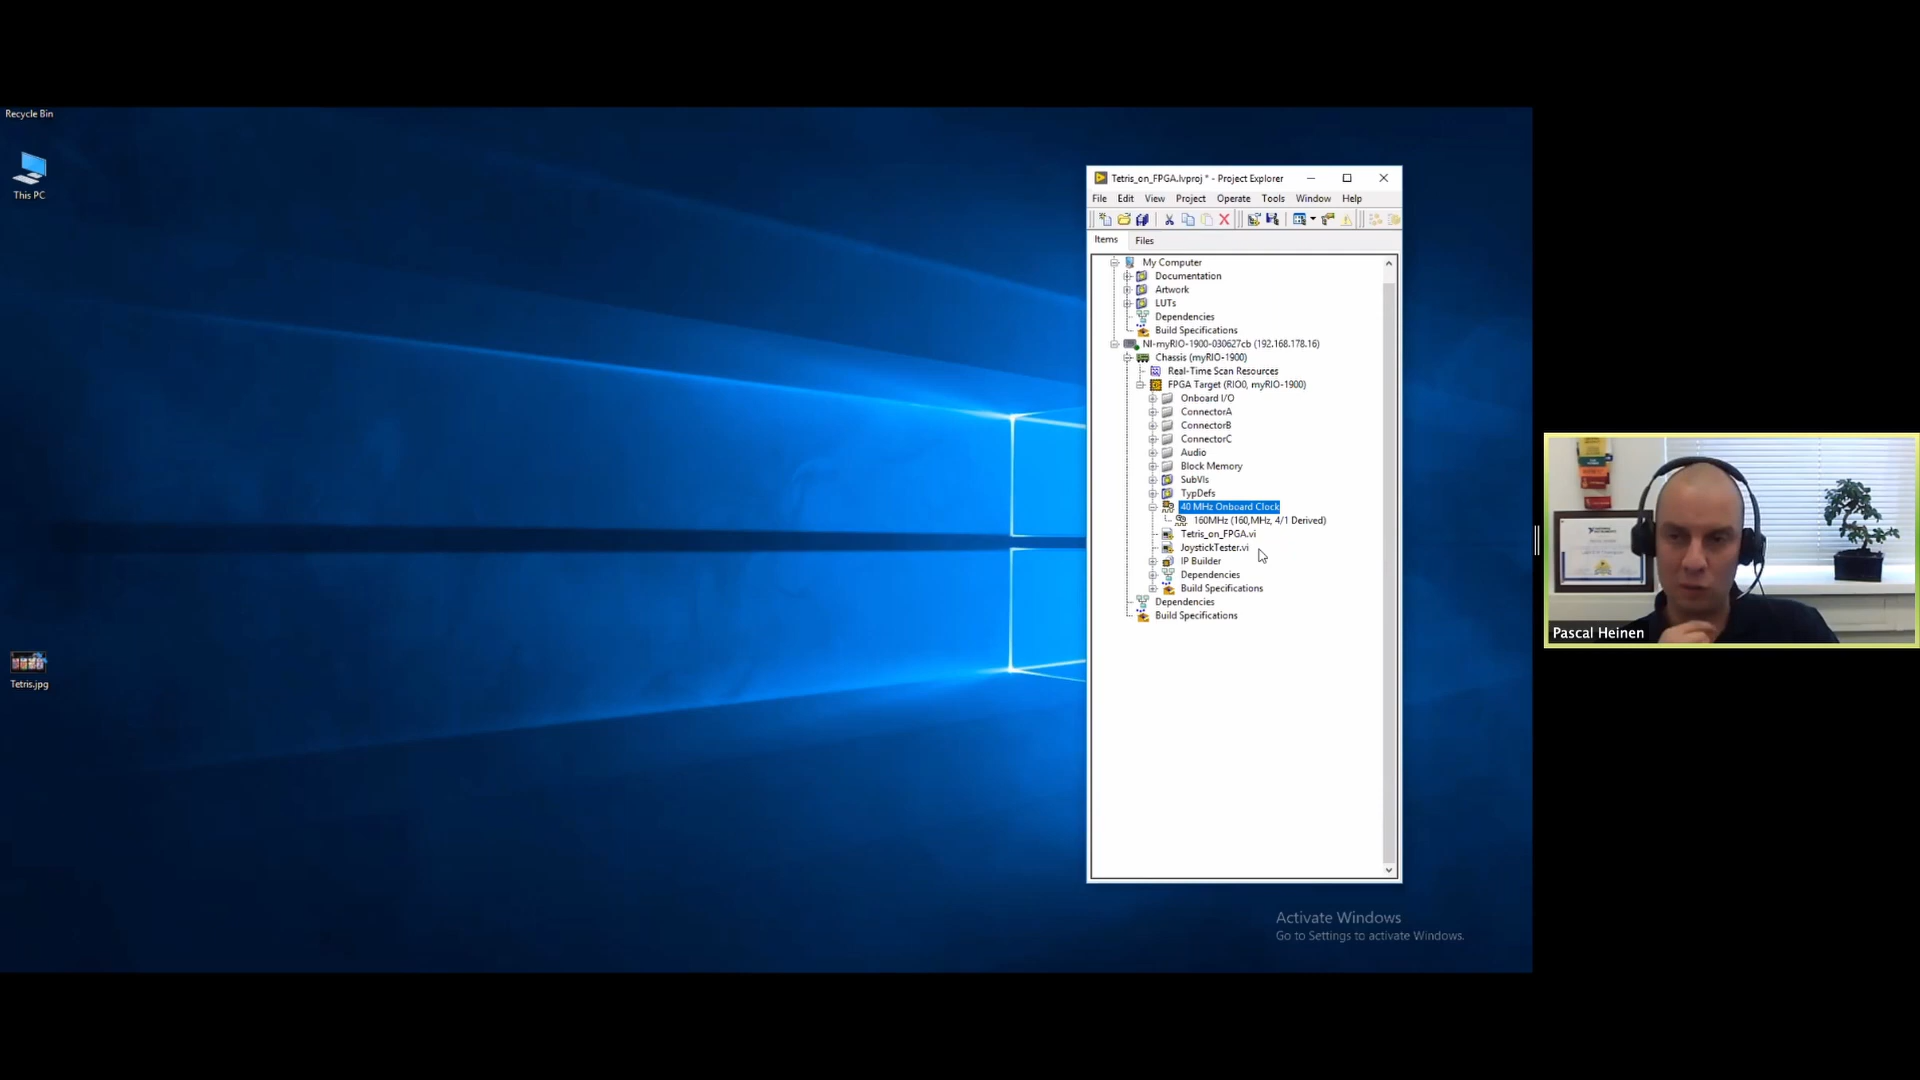 Recycle Bin
This PC
Tetris.jpg
Tetris_on_FPGA.lvproj * - Project Explorer
File Edit View Project Operate Tools Window Help
Items Files
My Computer
Documentation
Artwork
LUTs
Dependencies
Build Specifications
NI-myRIO-1900-030627cb (192.168.178.16)
Chassis (myRIO-1900)
Real-Time Scan Resources
FPGA Target (RIO0, myRIO-1900)
Onboard I/O
ConnectorA
ConnectorB
ConnectorC
Audio
Block Memory
SubVIs
TypDefs
40 MHz Onboard Clock
160MHz (160,MHz, 4/1 Derived)
Tetris_on_FPGA.vi
JoystickTester.vi
IP Builder
Dependencies
Build Specifications
Dependencies
Build Specifications
Activate Windows
Go to Settings to activate Windows.
Pascal Heinen